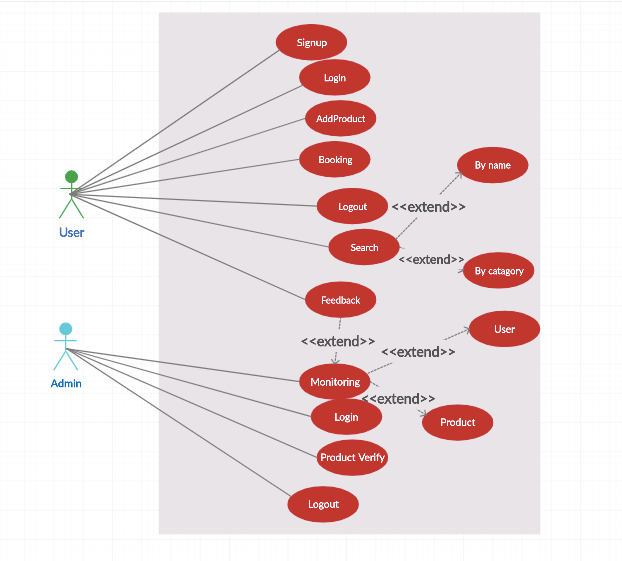 Signup
Login
AddProduct
Booking
By name
Logout
<<extend>>
User
Search
<<extend>>
By catagory
Feedback
User
<<extend>>
<<extend>>
Admin
Monitoring
<<extend>>
Login
Product
Product Verify
Logout